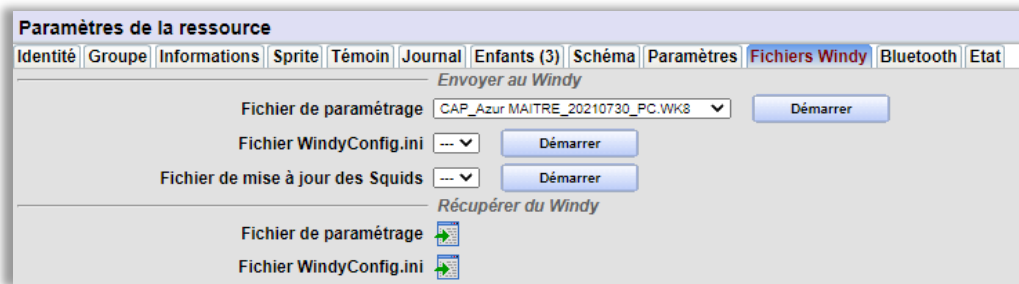 Paramètres de la ressource
Identité Groupe Informations Sprite Témoin Journal Enfants (3) Schéma Paramètres Fichiers Windy Bluetooth Etat
Envoyer au Windy
Fichier de paramétrage CAP_Azur MAITRE_20210730_PC.WK8 Démarrer
Fichier WindyConfig.ini --- Démarrer
Fichier de mise à jour des Squids --- Démarrer
Récupérer du Windy
Fichier de paramétrage
Fichier WindyConfig.ini